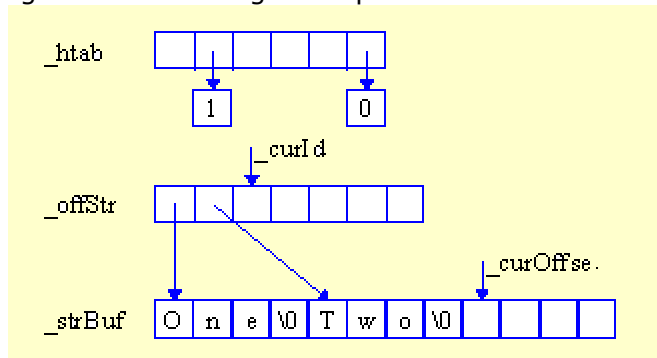 _htab
1 0
_curId
_offStr
_curOffse.
_strBuf O n e \0 T w o \0